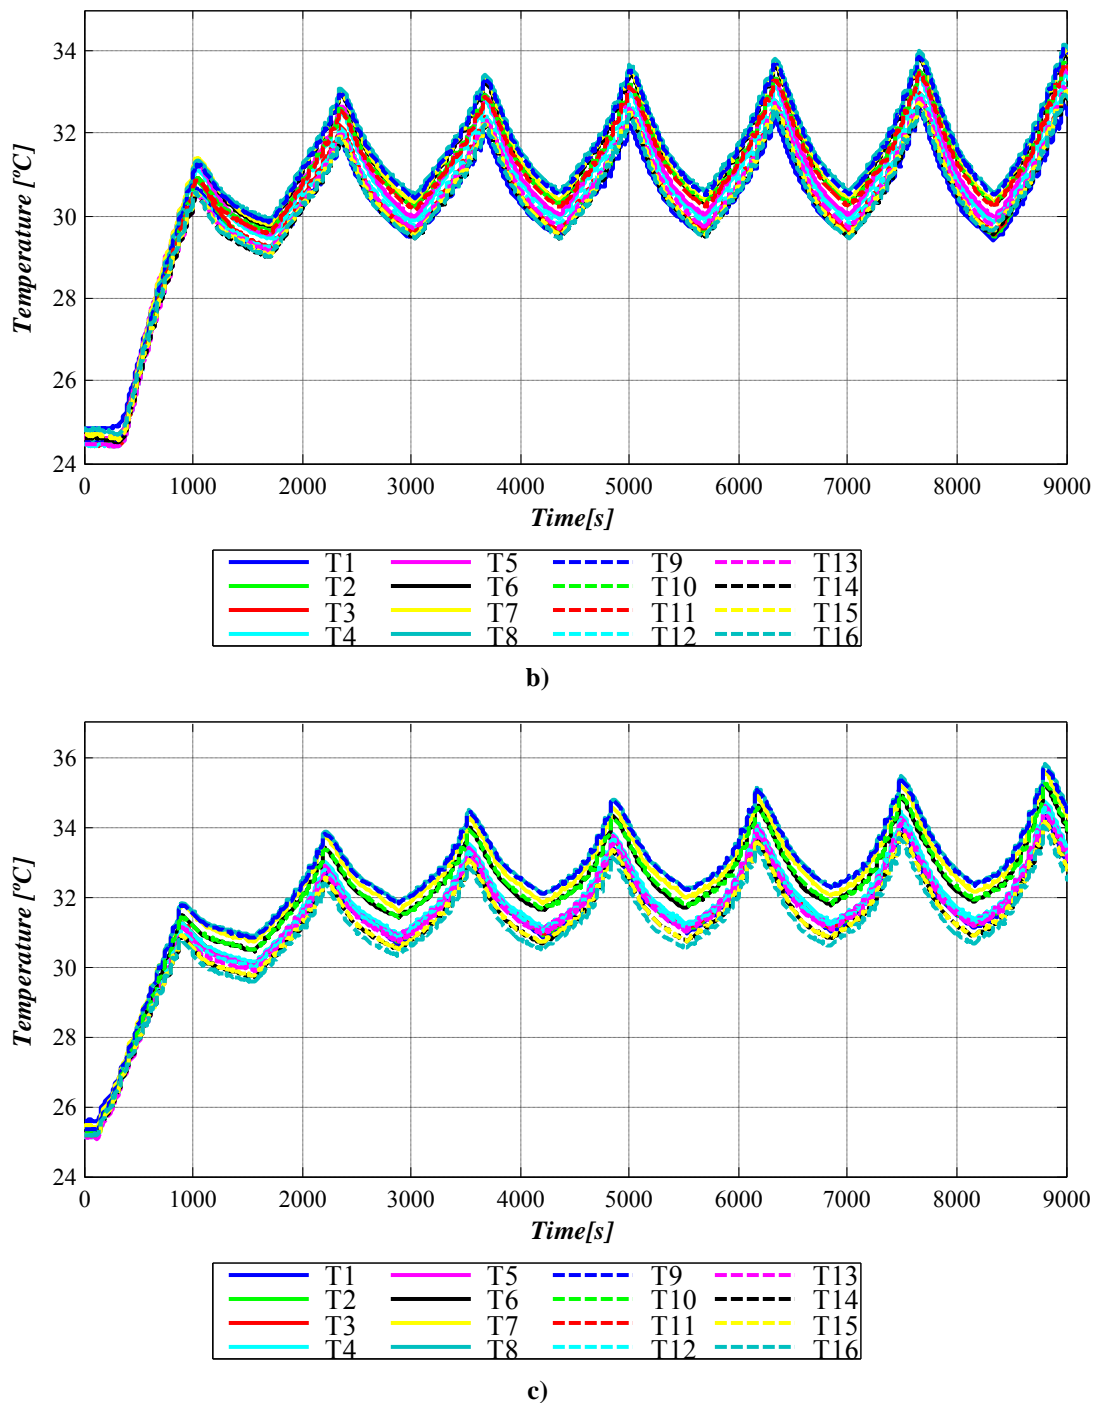 34
32
30
28
26
24
Temperature [ºC]
0 1000 2000 3000 4000 5000 6000 7000 8000 9000
Time[s]
T1 T5 T9 T13
T2 T6 T10 T14
T3 T7 T11 T15
T4 T8 T12 T16
b)
36
34
32
30
28
26
24
Temperature [ºC]
0 1000 2000 3000 4000 5000 6000 7000 8000 9000
Time[s]
T1 T5 T9 T13
T2 T6 T10 T14
T3 T7 T11 T15
T4 T8 T12 T16
c)